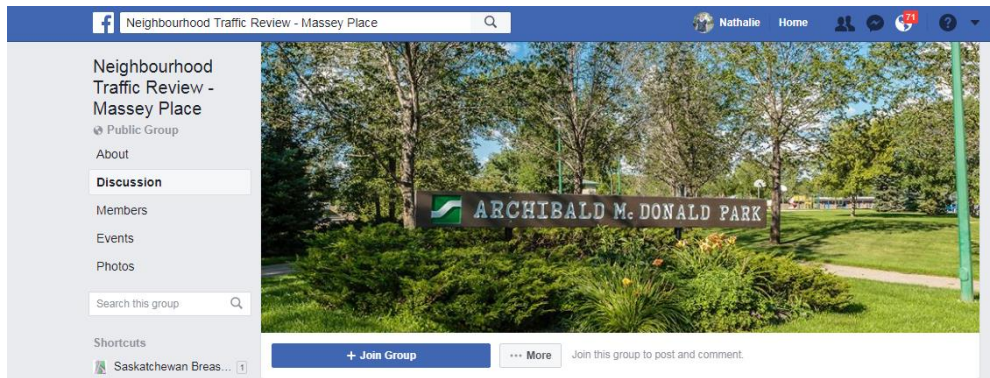 Neighbourhood Traffic Review - Massey Place
Nathalie
Home
71
Neighbourhood
Traffic Review -
Massey Place
Public Group
About
Discussion
Members
Events
Photos
Search this group
Shortcuts
Saskatchewan Breas... 1
ARCHIBALD Mc DONALD PARK
+ Join Group
... More
Join this group to post and comment.